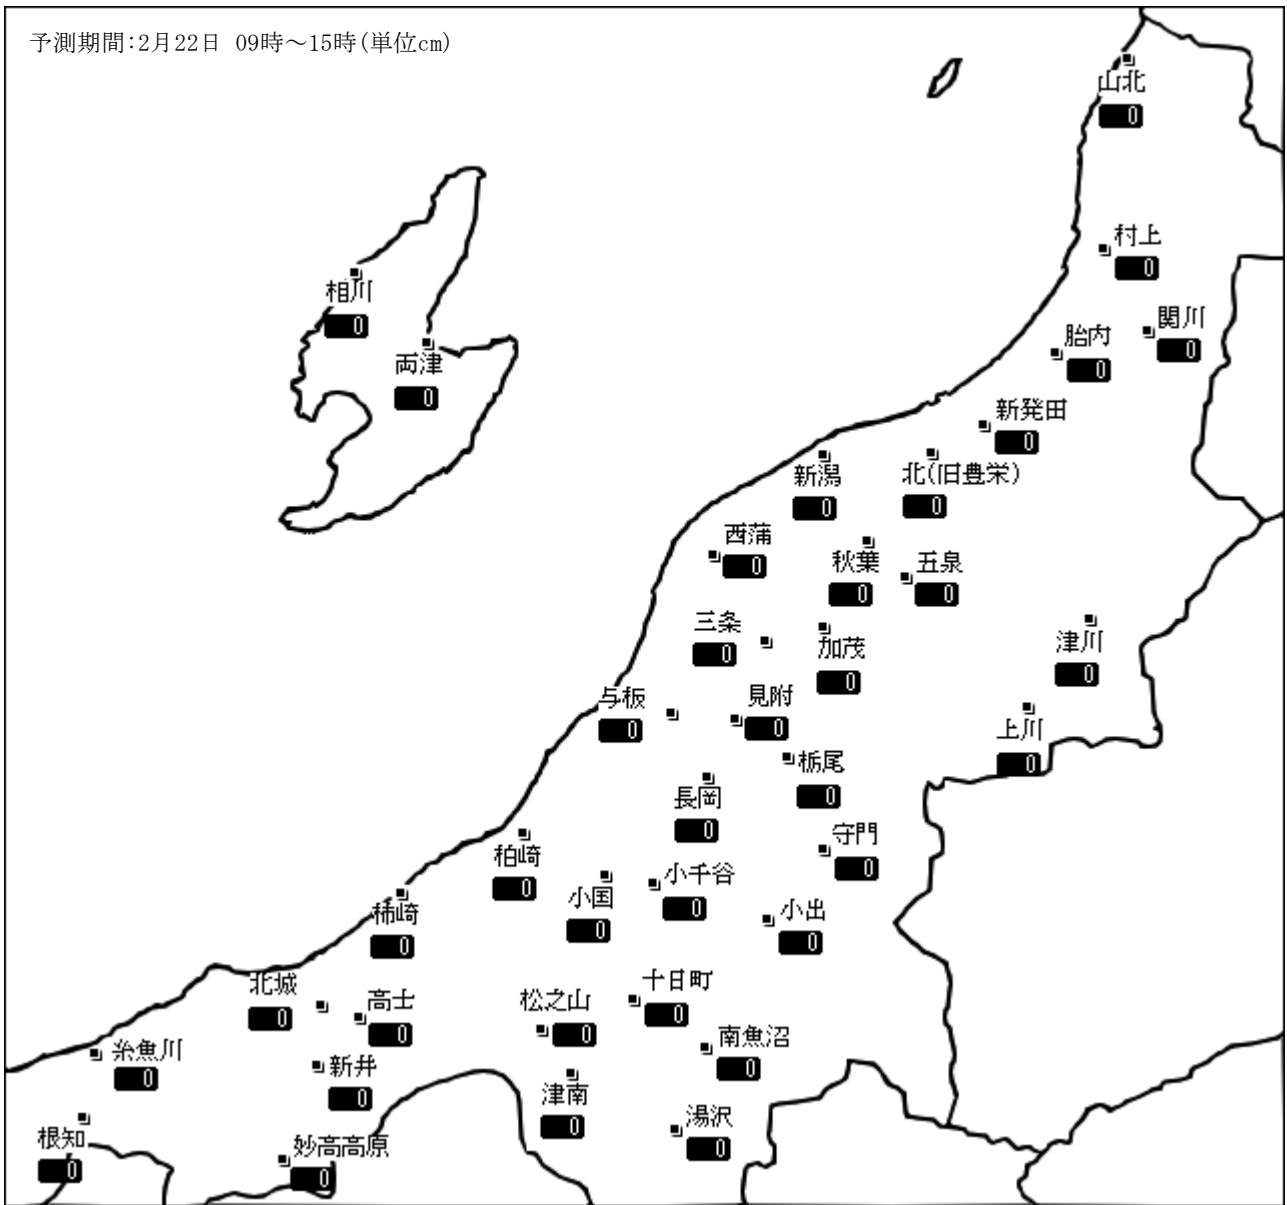 予測期間:2月22日 09時～15時(単位cm)
山北
0
村上
0
相川
0
関川
0
胎内
0
両津
0
新発田
0
新潟
0
北(旧豊栄)
0
西蒲
0
秋葉
0
五泉
0
三条
0
加茂
0
津川
0
与板
0
見附
0
上川
0
栃尾
0
長岡
0
守門
0
柏崎
0
小千谷
0
小国
0
小出
0
柿崎
0
北城
0
高士
0
松之山
0
十日町
0
南魚沼
0
糸魚川
0
新井
0
津南
0
湯沢
0
根知
0
妙高高原
0